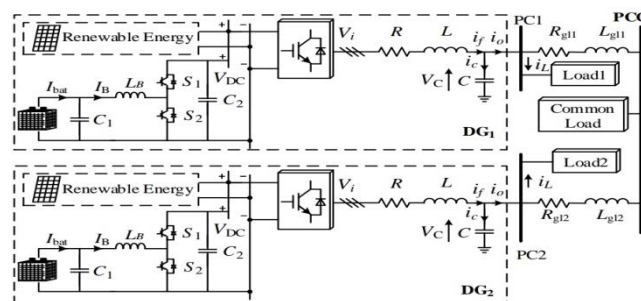 Renewable Energy
V_i R L i_f i_o PC1 R_gl1 L_gl1 PCC
I_bat I_B L_B S_1 V_DC i_c i_L
C_1 S_2 C_2 V_C C Load1
DG_1 Common Load
Renewable Energy
V_i R L i_f i_o Load2
I_bat I_B L_B S_1 V_DC i_c i_L R_gl2 L_gl2
C_1 S_2 C_2 V_C C PC2
DG_2